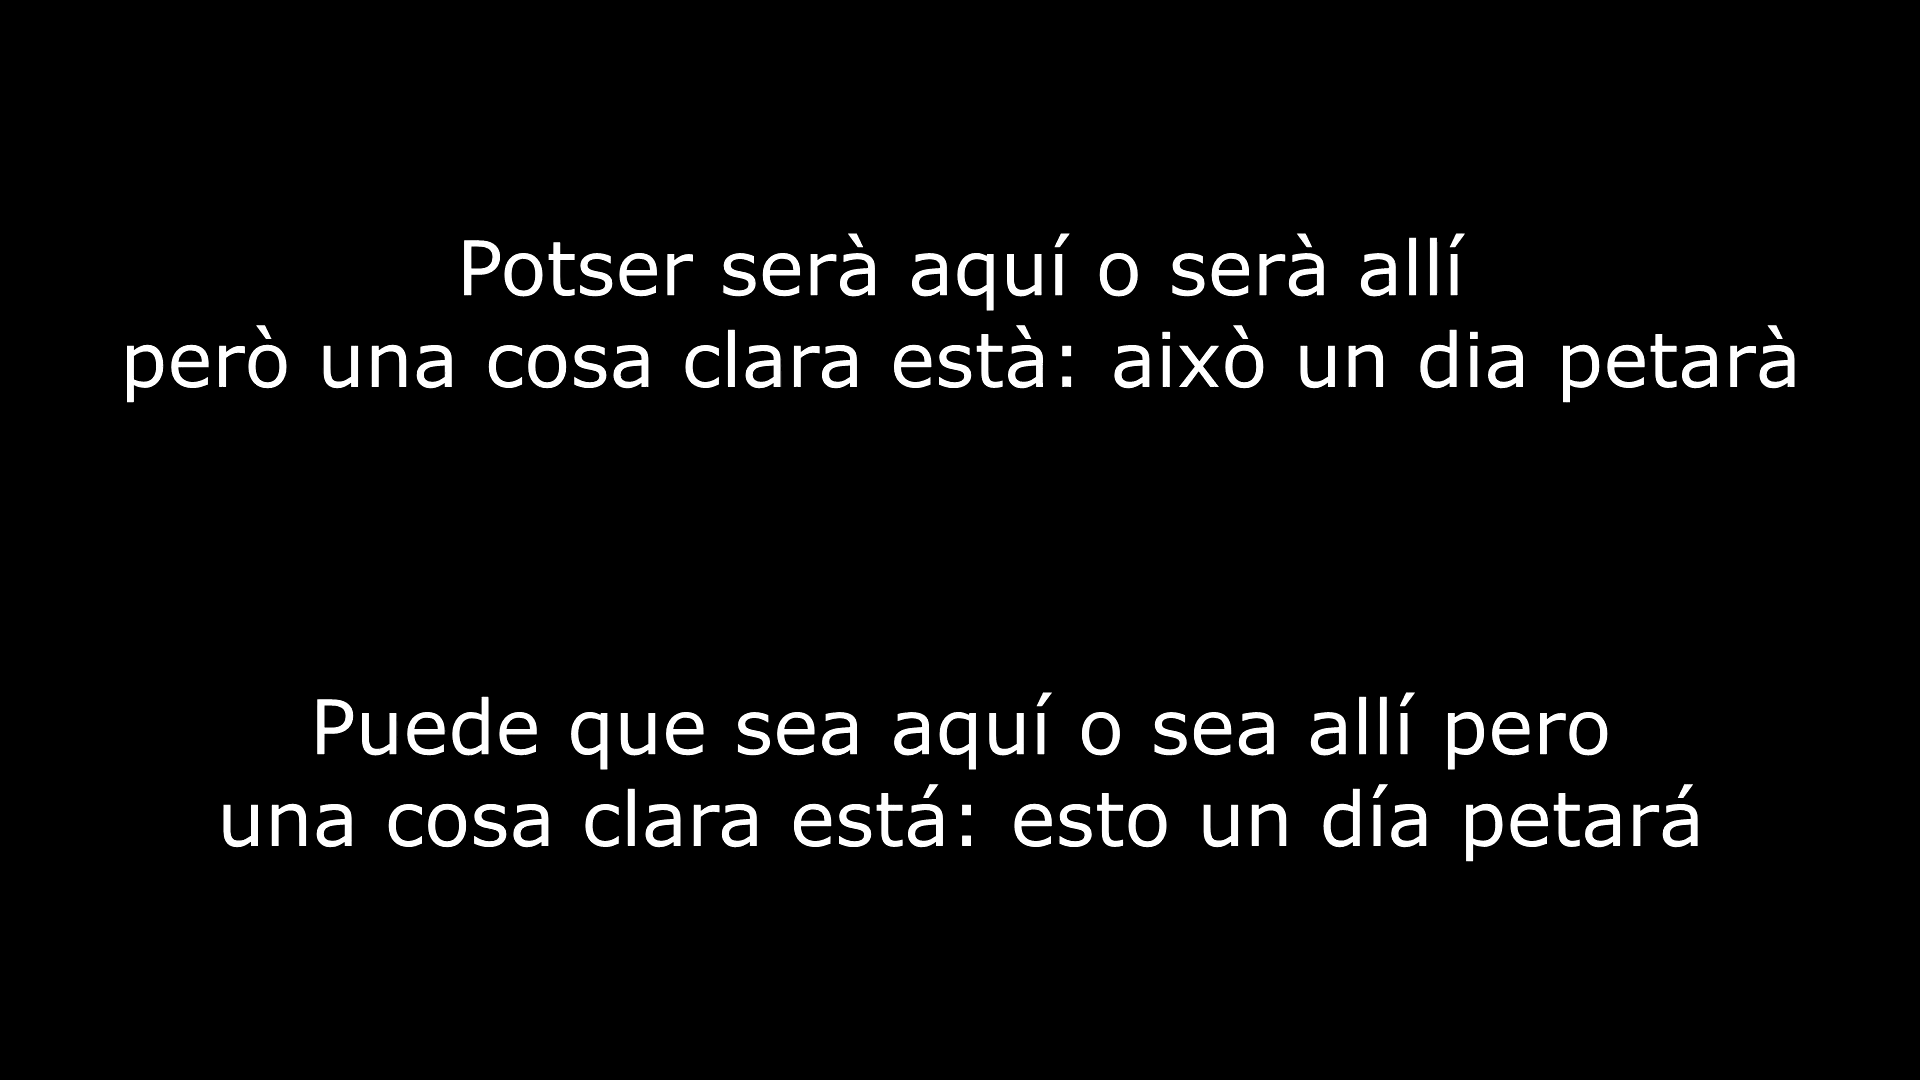 Potser serà aquí o serà allí
però una cosa clara està: això un dia petarà
Puede que sea aquí o sea allí pero
una cosa clara está: esto un día petará